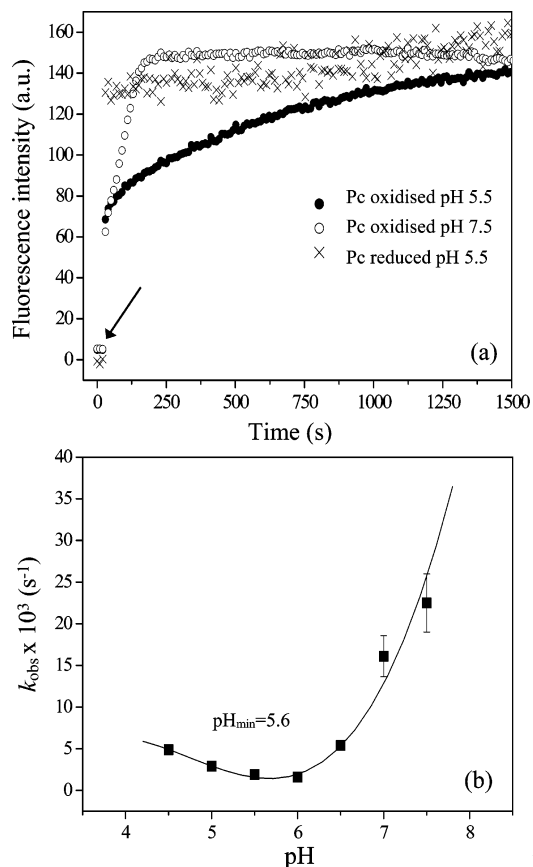 160
140
120
100
80
60
40
20
0
Fluorescence intensity (a.u.)
Pc oxidised pH 5.5
Pc oxidised pH 7.5
Pc reduced pH 5.5
(a)
0 250 500 750 1000 1250 1500
Time (s)
40
35
30
25
20
15
10
5
0
k_obs x 10³ (s⁻¹)
pH_min=5.6
(b)
4 5 6 7 8
pH